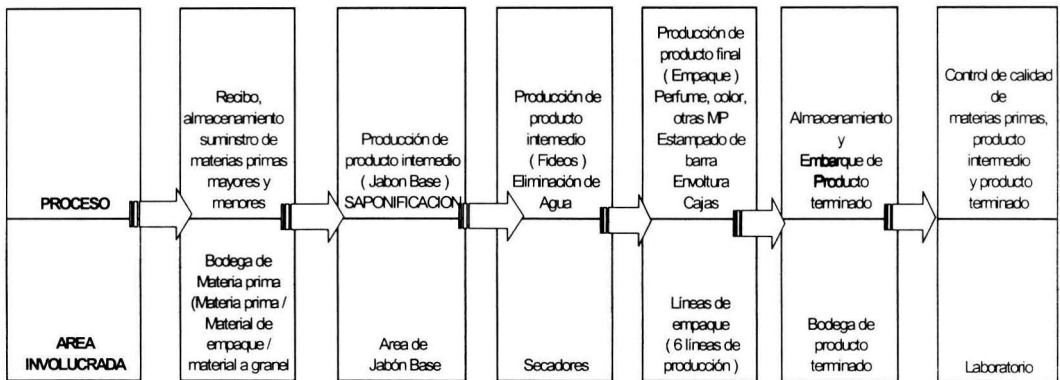 PROCESO
AREA
INVOLUCRADA
Recibo,
almacenamiento
suminstro de
materias primas
mayores y
menores
Bodega de
Materia prima
(Materia prima /
Material de
empaque /
material a granel
Producción de
producto intemedio
( Jabon Base )
SAPONIFICACION
Area de
Jabón Base
Producción de
producto
intemedio
( Fideos )
Eliminación de
Agua
Secadores
Producción de
producto final
( Empaque )
Perfume, color,
otras MP
Estampado de
barra
Envoltura
Cajas
Líneas de
empaque
( 6 líneas de
producción )
Almacenamiento
y
Embarque de
Producto
terminado
Bodega de
producto
terminado
Control de calidad
de
materias primas,
producto
intermedio
y producto
terminado
Laboratorio